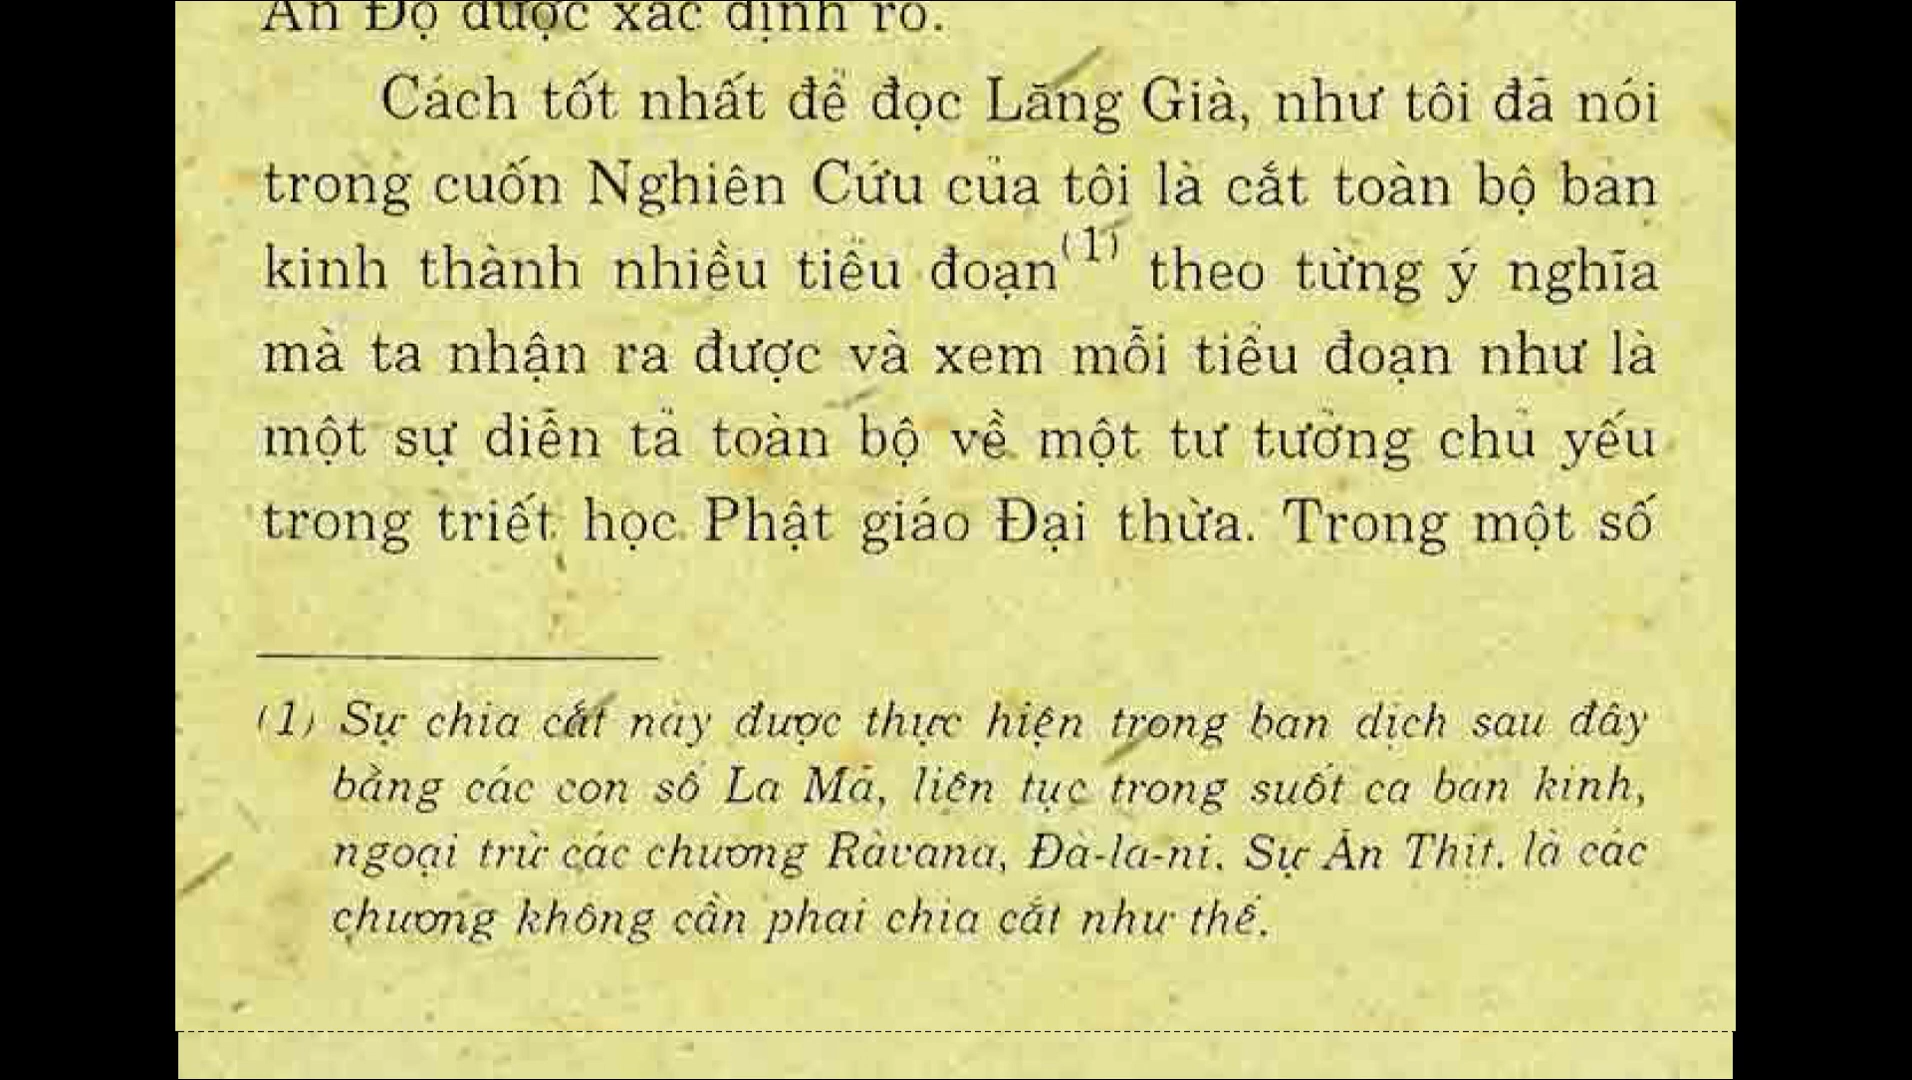 Ấn Độ được xác định rõ.
Cách tốt nhất để đọc Lăng Già, như tôi đã nói
trong cuốn Nghiên Cứu của tôi là cắt toàn bộ bản
kinh thành nhiều tiểu đoạn(1) theo từng ý nghĩa
mà ta nhận ra được và xem mỗi tiểu đoạn như là
một sự diễn tả toàn bộ về một tư tưởng chủ yếu
trong triết học Phật giáo Đại thừa. Trong một số
(1) Sự chia cắt này được thực hiện trong bản dịch sau đây
bằng các con số La Mã, liên tục trong suốt cả bản kinh,
ngoại trừ các chương Ràvana, Đà-la-ni, Sự Ăn Thịt, là các
chương không cần phải chia cắt như thế.